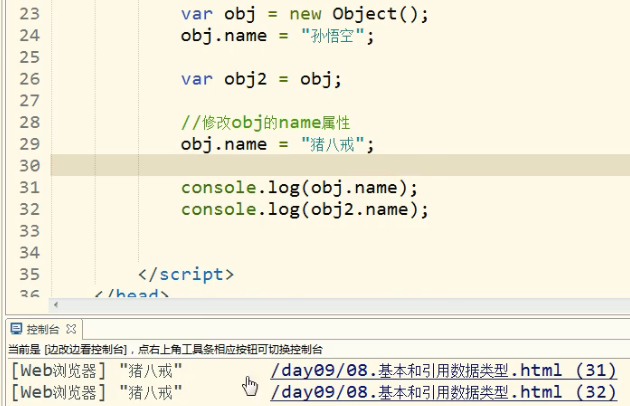 23 var obj = new Object();
24 obj.name = "孙悟空";
25
26 var obj2 = obj;
27
28 //修改obj的name属性
29 obj.name = "猪八戒";
30
31 console.log(obj.name);
32 console.log(obj2.name);
33
34
35 </script>
36 </head>
控制台
当前是 [边改边看控制台]，点右上角工具条相应按钮可切换控制台
[Web浏览器] "猪八戒" /day09/08.基本和引用数据类型.html (31)
[Web浏览器] "猪八戒" /day09/08.基本和引用数据类型.html (32)